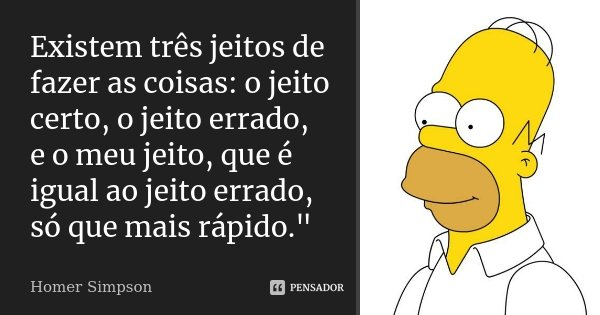 Existem três jeitos de
fazer as coisas: o jeito
certo, o jeito errado,
e o meu jeito, que é
igual ao jeito errado,
só que mais rápido."
Homer Simpson
PENSADOR